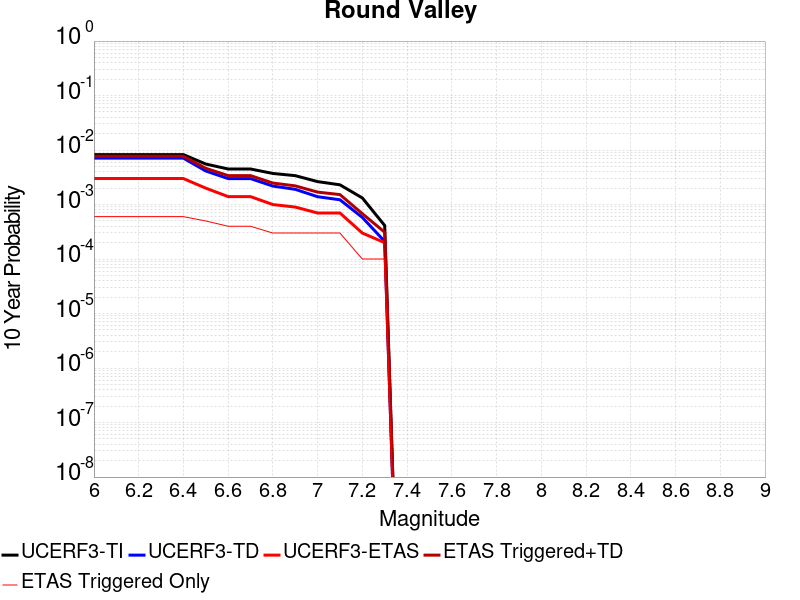 Round Valley
10^0
10^-1
10^-2
10^-3
10^-4
10^-5
10^-6
10^-7
10^-8
10 Year Probability
6 6.2 6.4 6.6 6.8 7 7.2 7.4 7.6 7.8 8 8.2 8.4 8.6 8.8 9
Magnitude
UCERF3-TI UCERF3-TD UCERF3-ETAS ETAS Triggered+TD
ETAS Triggered Only